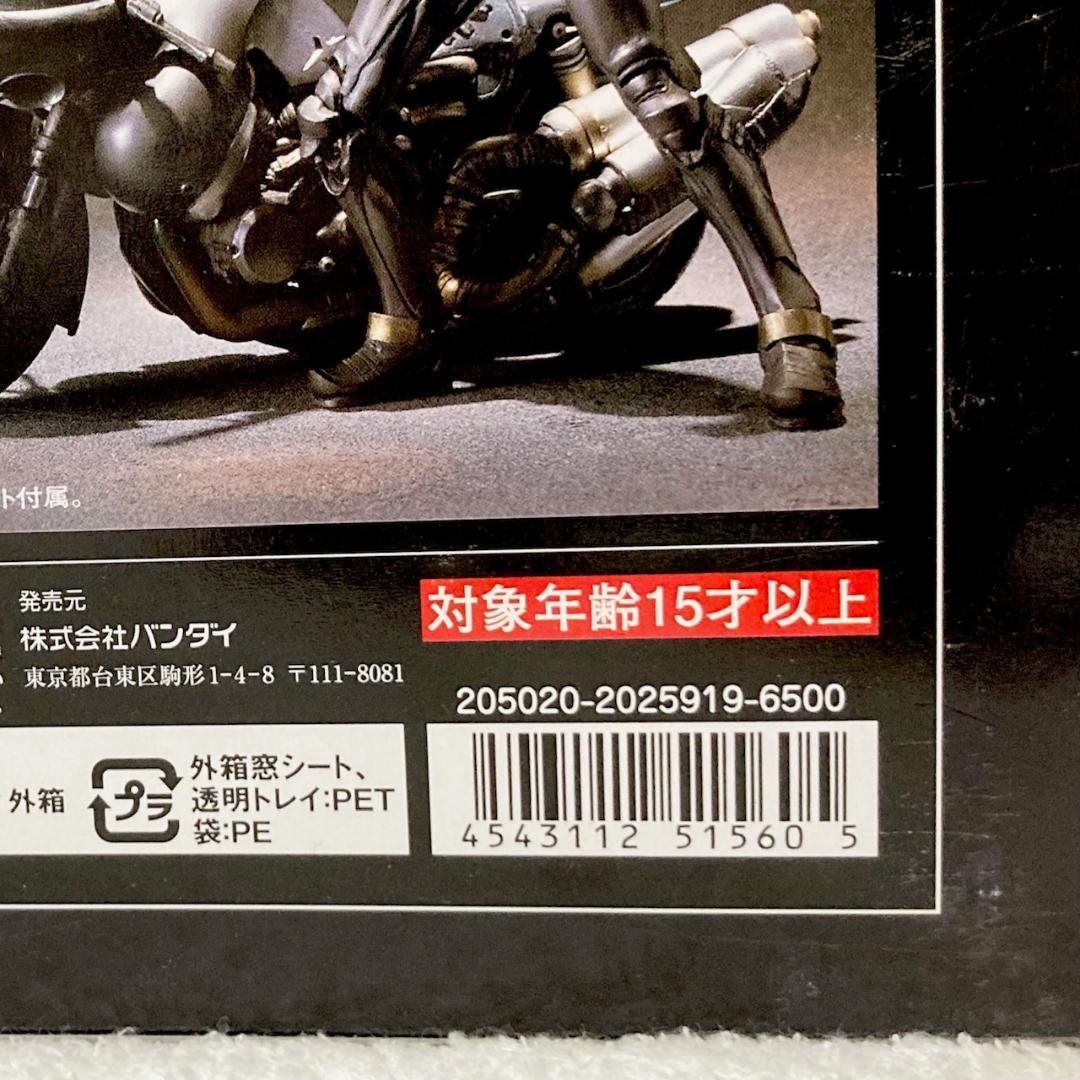 ト付属。
発売元
株式会社バンダイ
東京都台東区駒形1-4-8 〒111-8081
対象年齢15才以上
205020-2025919-6500
外箱
プラ
外箱窓シート、
透明トレイ:PET
袋:PE
4543112 51560 5